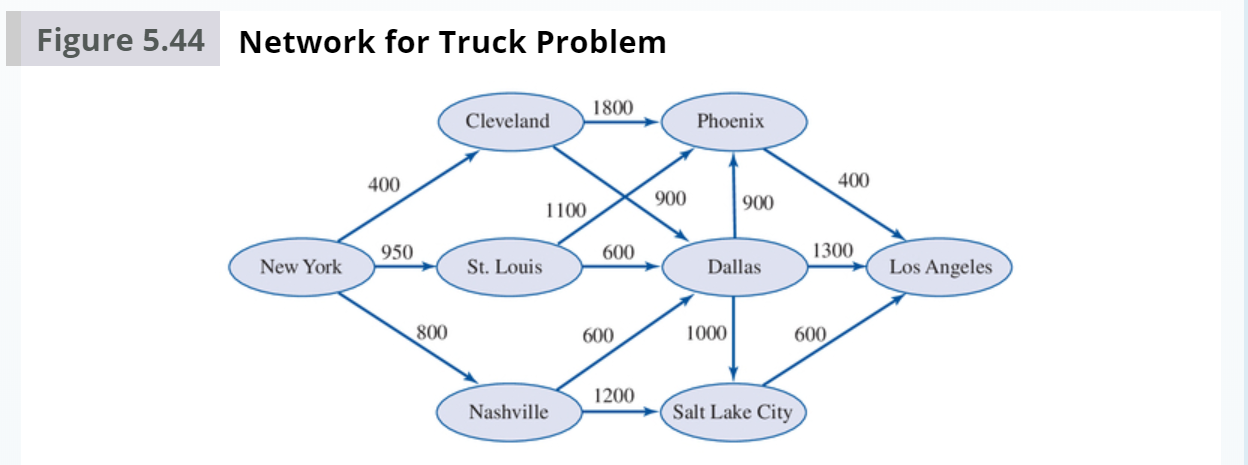 Figure 5.44 Network for Truck Problem
1800
Cleveland Phoenix
400 400
1100 900 900
950 600 1300
New York St. Louis Dallas Los Angeles
800 600 1000 600
1200
Nashville Salt Lake City